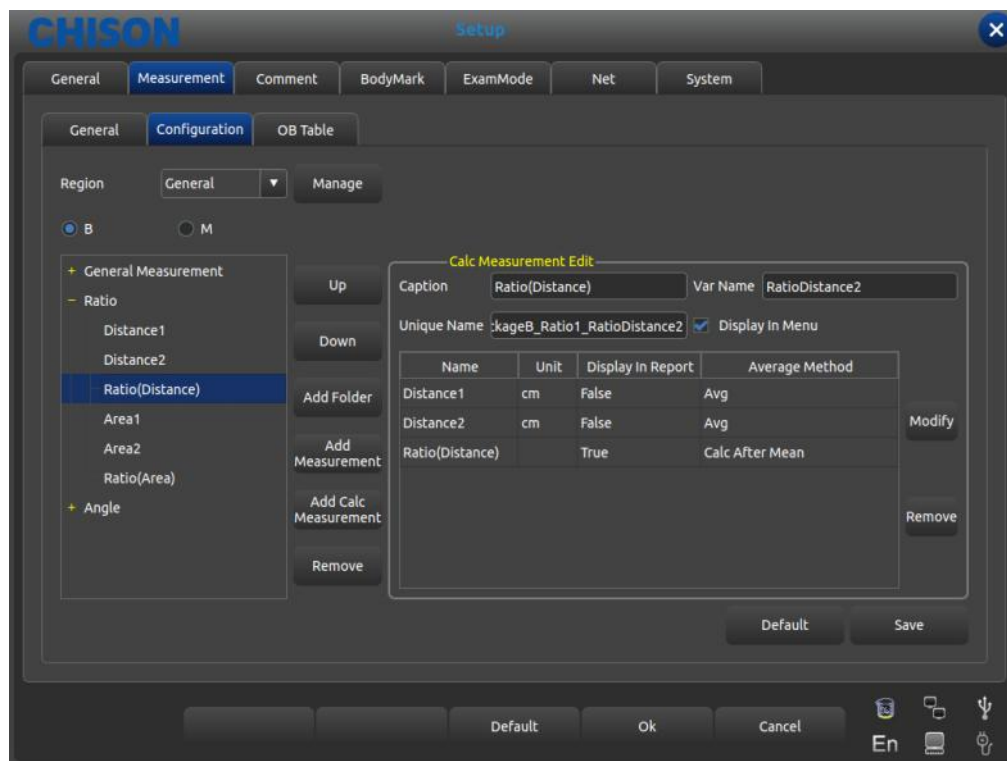 CHISON
Setup
General Measurement Comment BodyMark ExamMode Net System
General Configuration OB Table
Region General Manage
B M
+ General Measurement
− Ratio
Distance1
Distance2
Ratio(Distance)
Area1
Area2
Ratio(Area)
+ Angle
Up
Down
Add Folder
Add
Measurement
Add Calc
Measurement
Remove
Calc Measurement Edit
Caption Ratio(Distance) Var Name RatioDistance2
Unique Name :kageB_Ratio1_RatioDistance2 Display In Menu
Name Unit Display In Report Average Method
Distance1 cm False Avg
Distance2 cm False Avg
Ratio(Distance) True Calc After Mean
Modify
Remove
Default Save
Default Ok Cancel
En